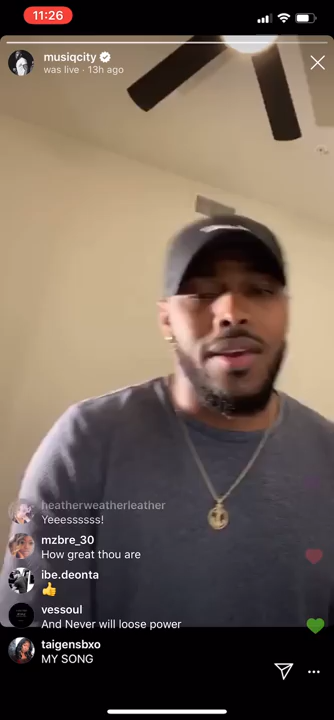 11:26
musiqcity
was live · 13h ago
heatherweatherleather
Yeeessssss!
mzbre_30
How great thou are
ibe.deonta
👍
vessoul
And Never will loose power
taigensbxo
MY SONG